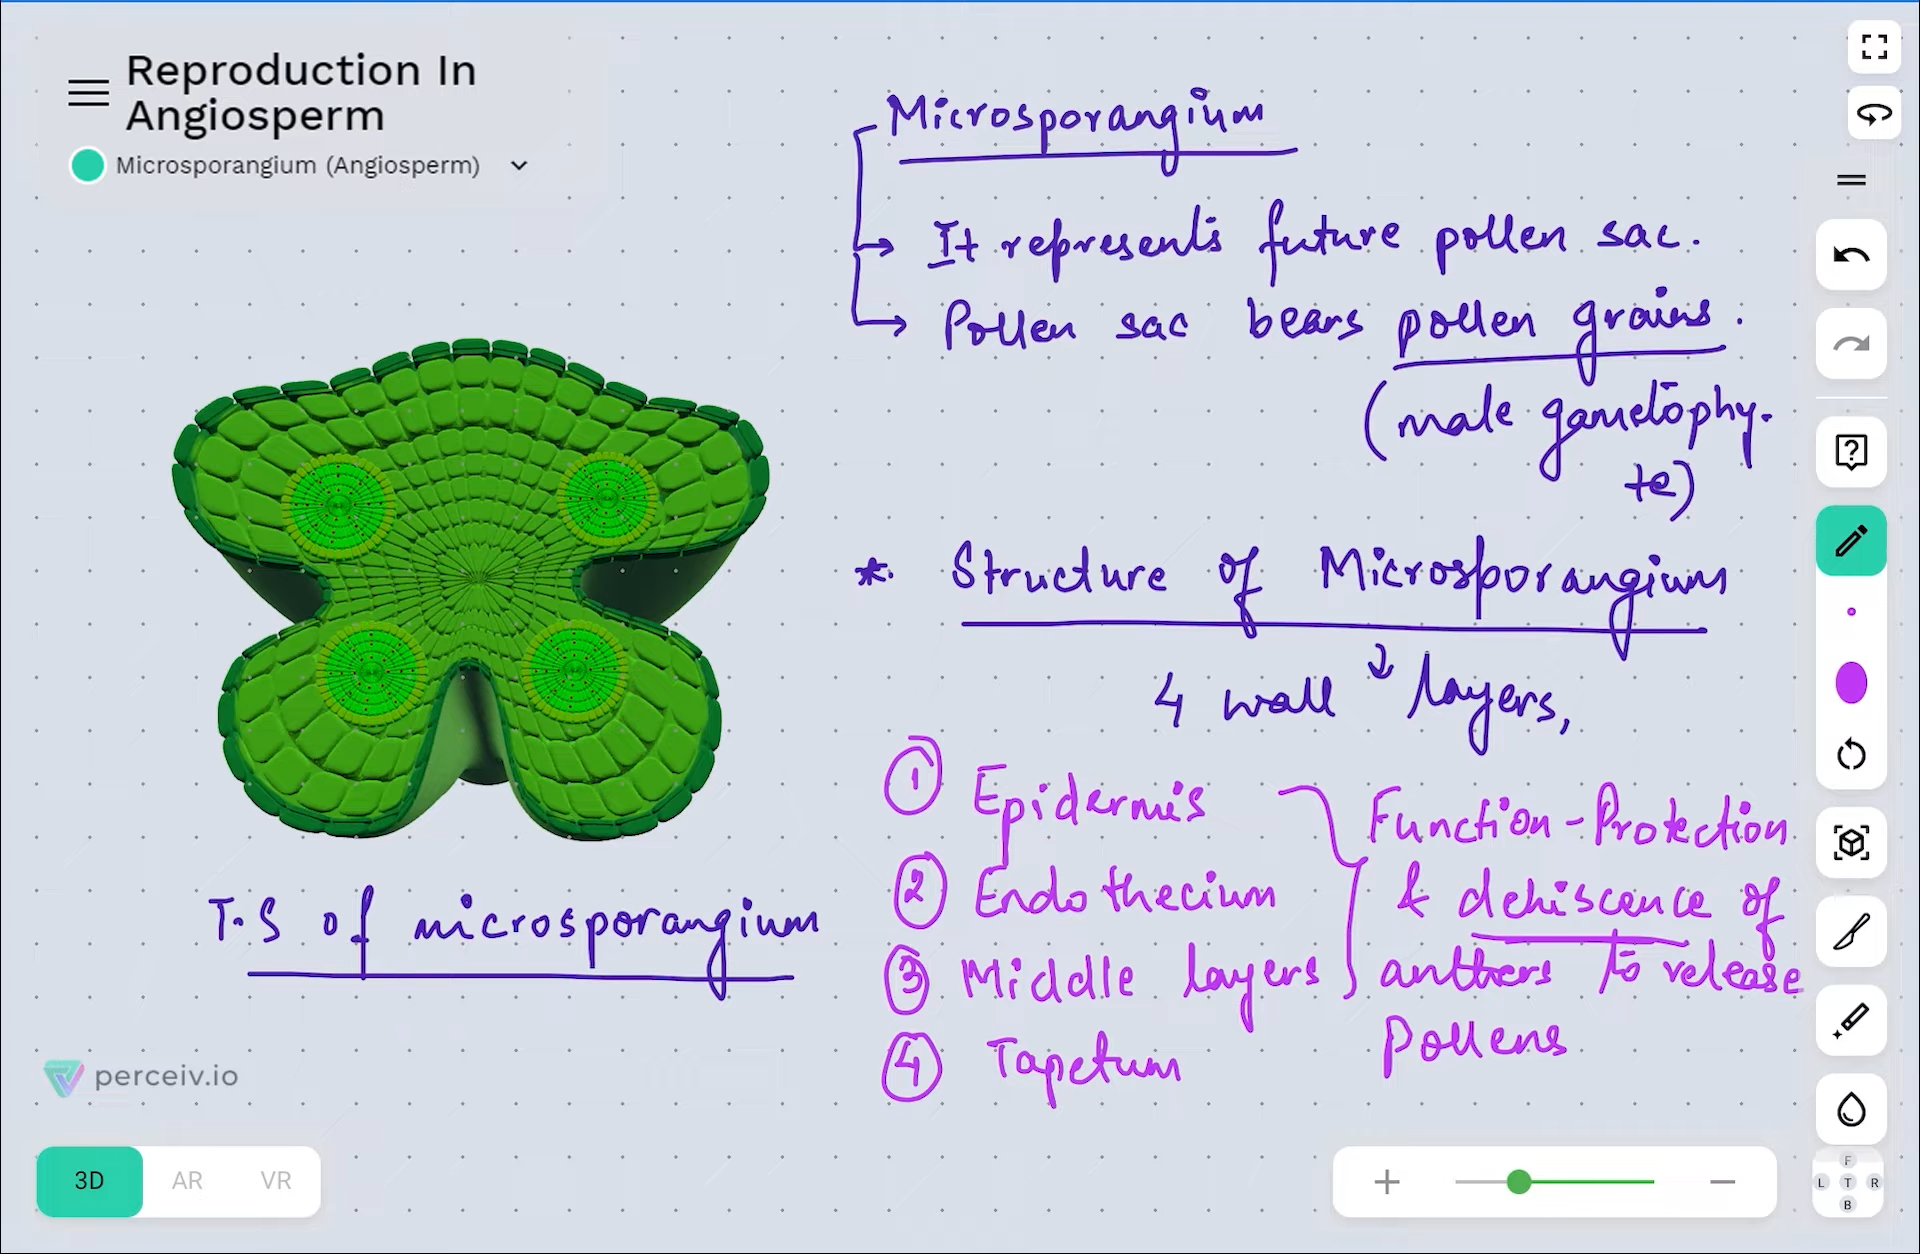 Reproduction In
Angiosperm
Microsporangium (Angiosperm)
Microsporangium
→ It represents future pollen sac.
→ Pollen sac bears pollen grains.
(male gametophy-
te)
*. Structure of Microsporangium
↓
4 wall layers,
① Epidermis
② Endothecium
③ Middle layers
④ Tapetum
Function - Protection
& dehiscence of
anthers to release
pollens
T.S of microsporangium
perceiv.io
3D AR VR
+ −
F
L T R
B